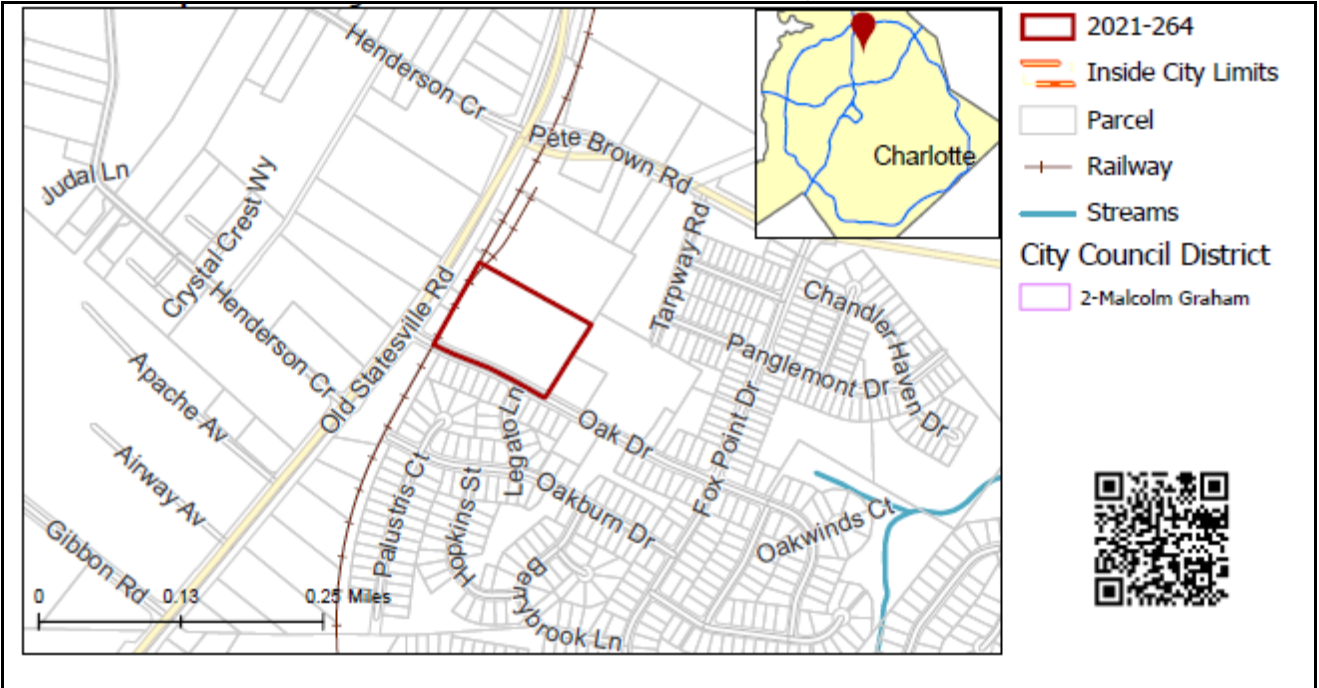 Henderson Cr
Pete Brown Rd
Judal Ln
Crystal Crest Wy
Tarpway Rd
Charlotte
Henderson Cr
Old Statesville Rd
Chandler Haven Dr
Panglemont Dr
Apache Av
Airway Av
Legato Ln
Oak Dr
Fox Point Dr
Palustris Ct
Hopkins St
Oakburn Dr
Oakwinds Ct
Gibbon Rd
Berrybrook Ln
0 0.13 0.25 Miles
2021-264
Inside City Limits
Parcel
Railway
Streams
City Council District
2-Malcolm Graham